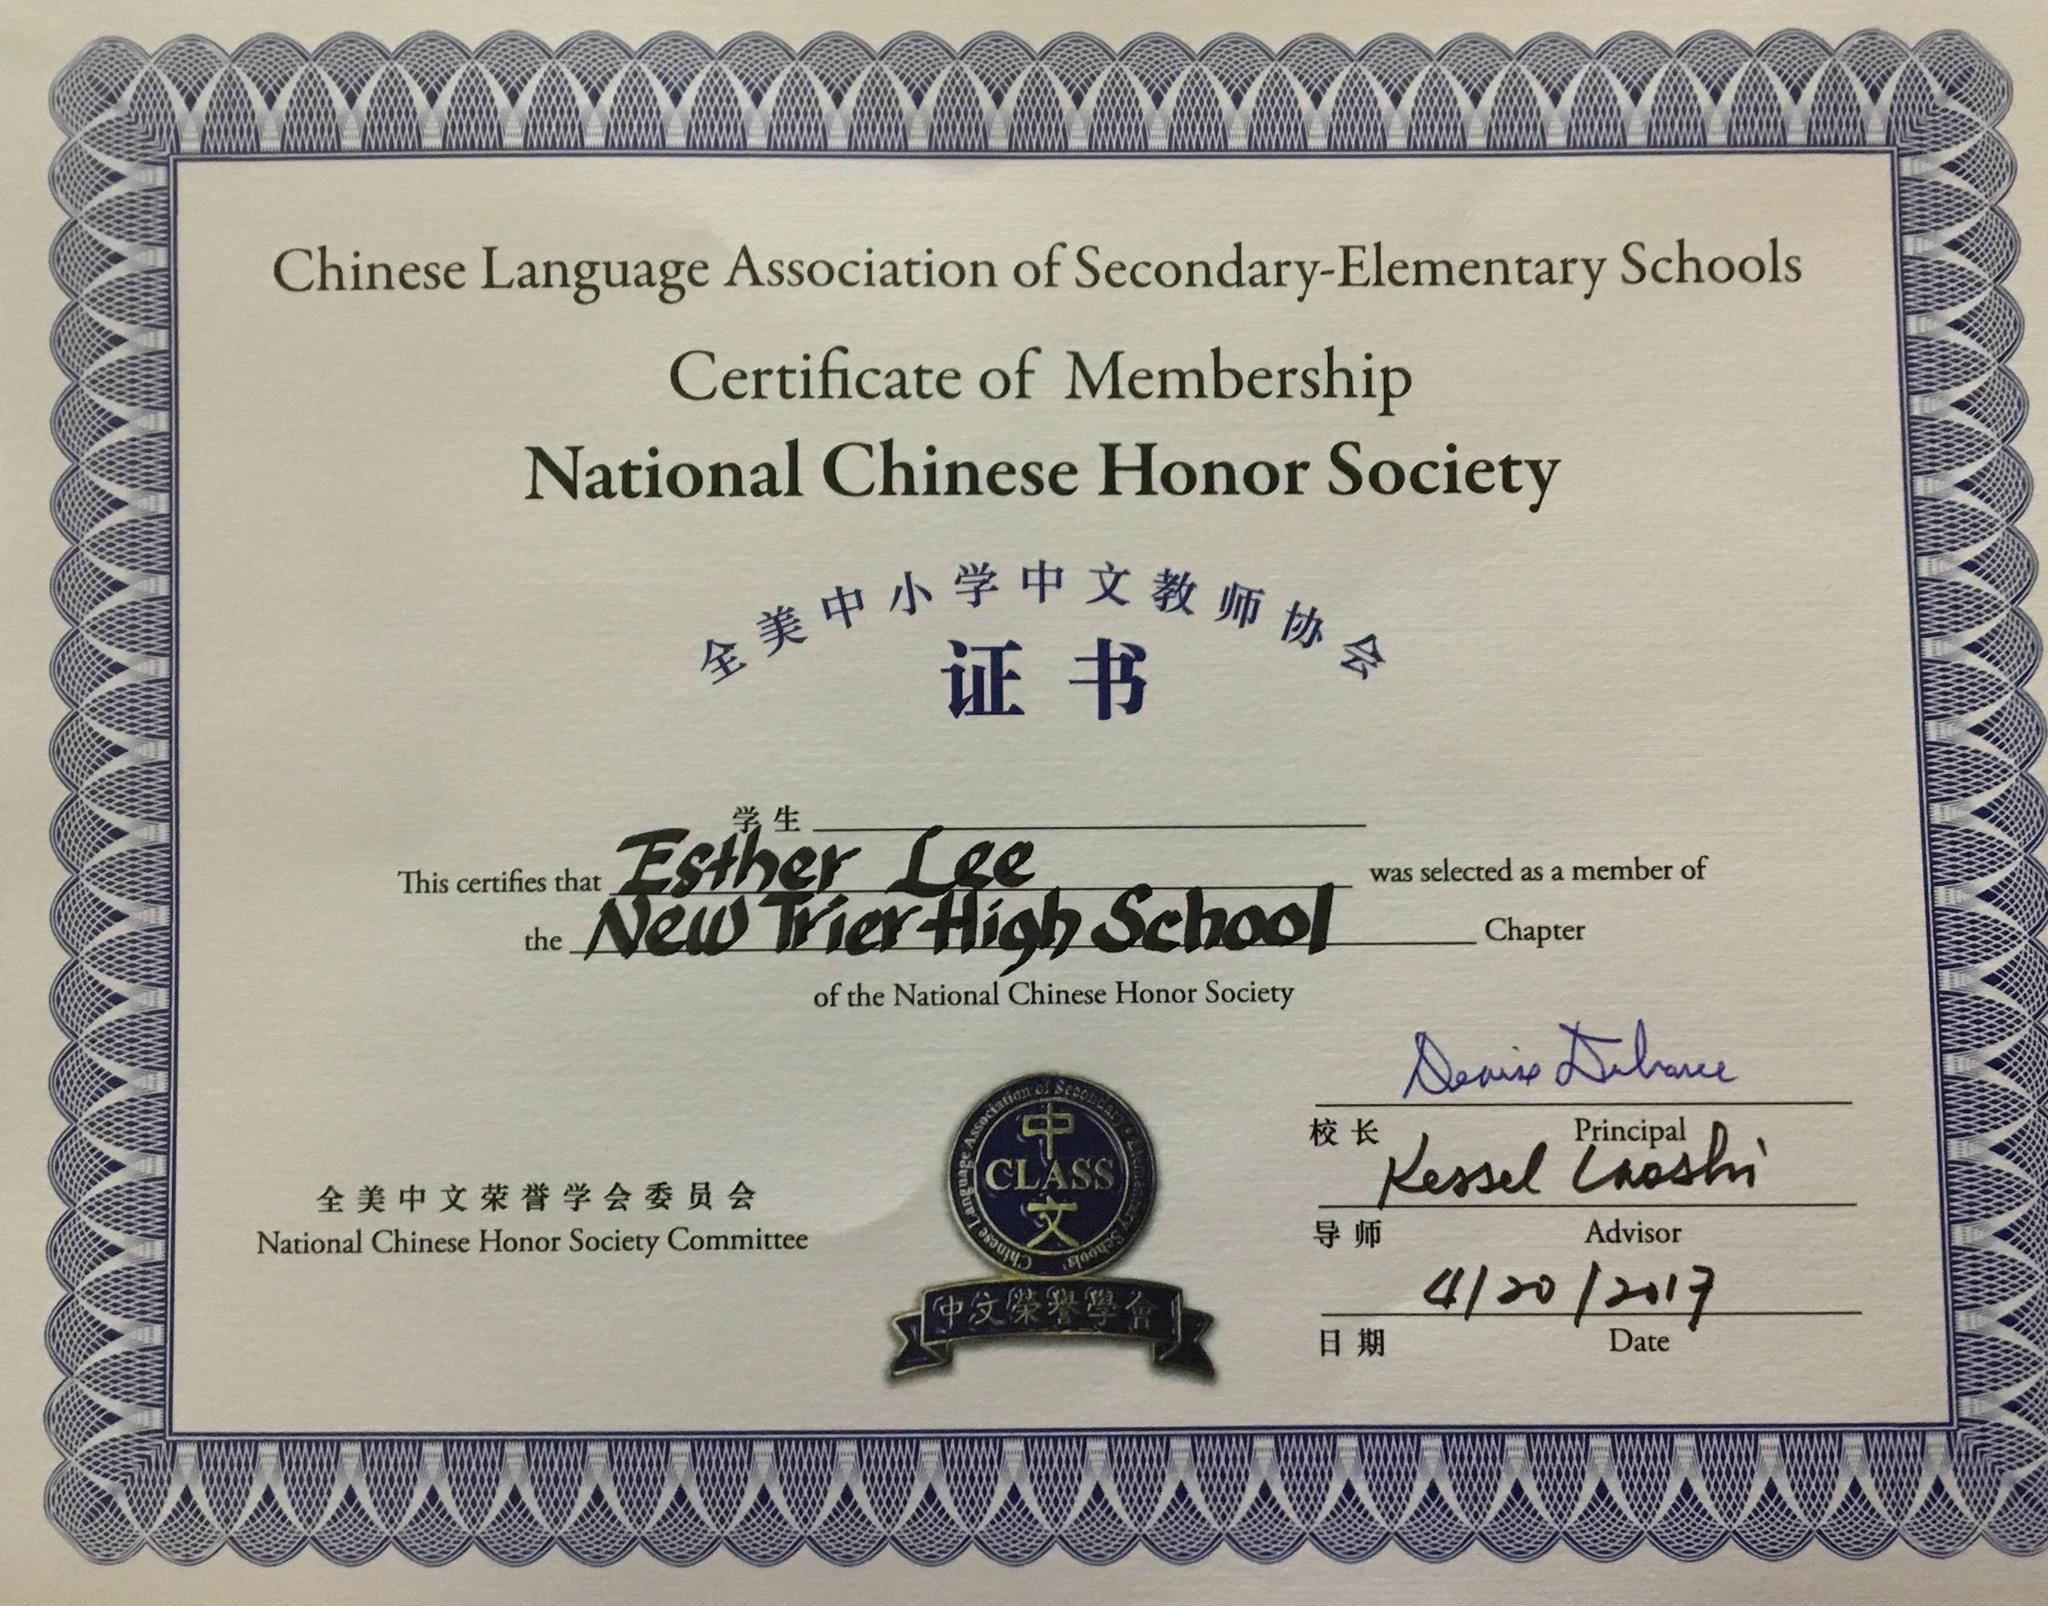 Chinese Language Association of Secondary-Elementary Schools
Certificate of Membership
National Chinese Honor Society
全美中小学中文教师协会
证书
学生
This certifies that Esther Lee was selected as a member of
the New Trier High School Chapter
of the National Chinese Honor Society
校长 Principal
Kessel Laoshi
导师 Advisor
4/20/2017
日期 Date
全美中文荣誉学会委员会
National Chinese Honor Society Committee
Chinese Language Association of Secondary • Elementary Schools
中
CLASS
文
中文荣誉學會